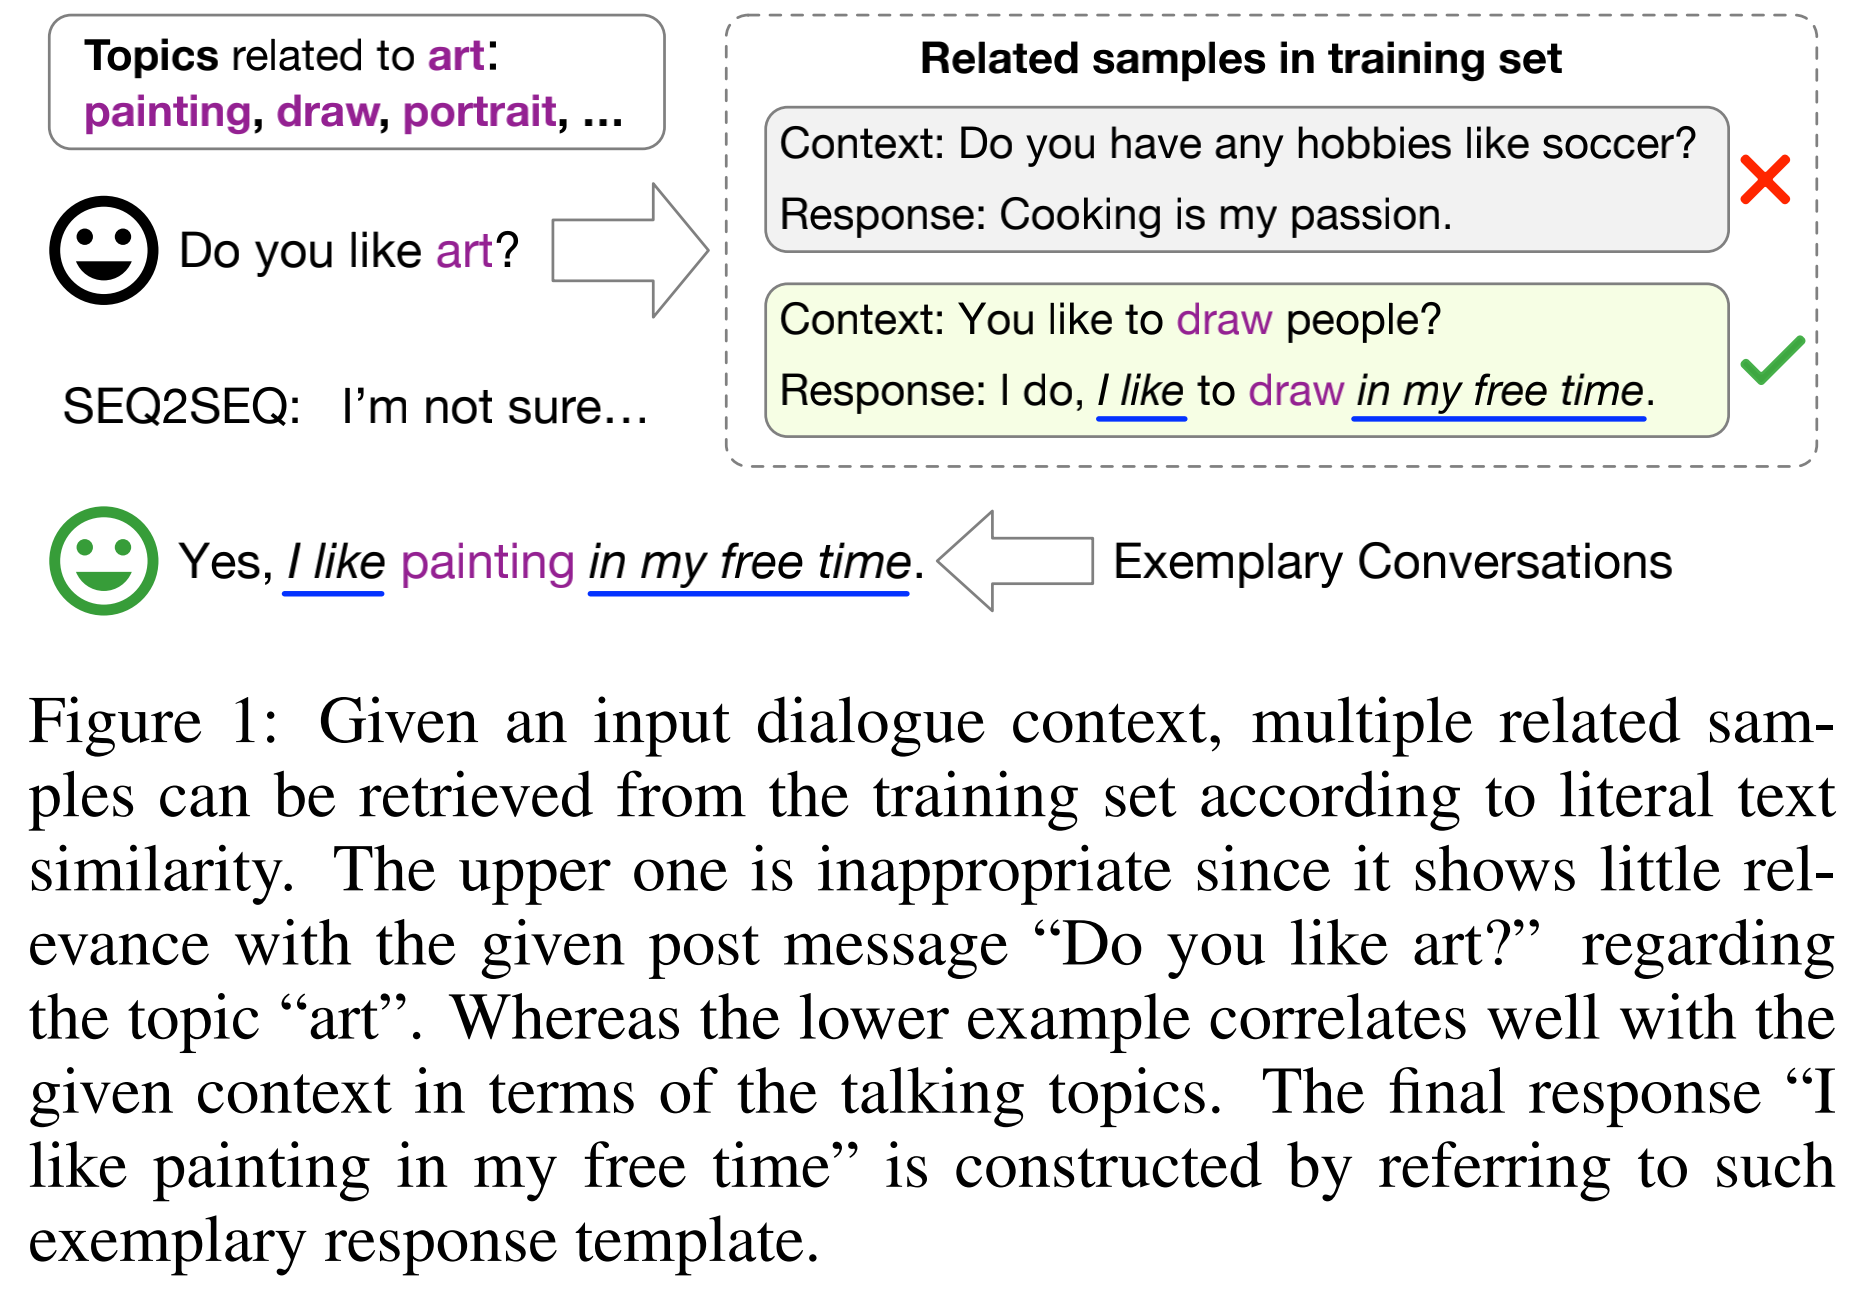 Topics related to art:
painting, draw, portrait, ...
Do you like art?
SEQ2SEQ: I’m not sure…
Related samples in training set
Context: Do you have any hobbies like soccer?
Response: Cooking is my passion.
Context: You like to draw people?
Response: I do, I like to draw in my free time.
Yes, I like painting in my free time.
Exemplary Conversations
Figure 1: Given an input dialogue context, multiple related sam-
ples can be retrieved from the training set according to literal text
similarity. The upper one is inappropriate since it shows little rel-
evance with the given post message “Do you like art?” regarding
the topic “art”. Whereas the lower example correlates well with the
given context in terms of the talking topics. The final response “I
like painting in my free time” is constructed by referring to such
exemplary response template.